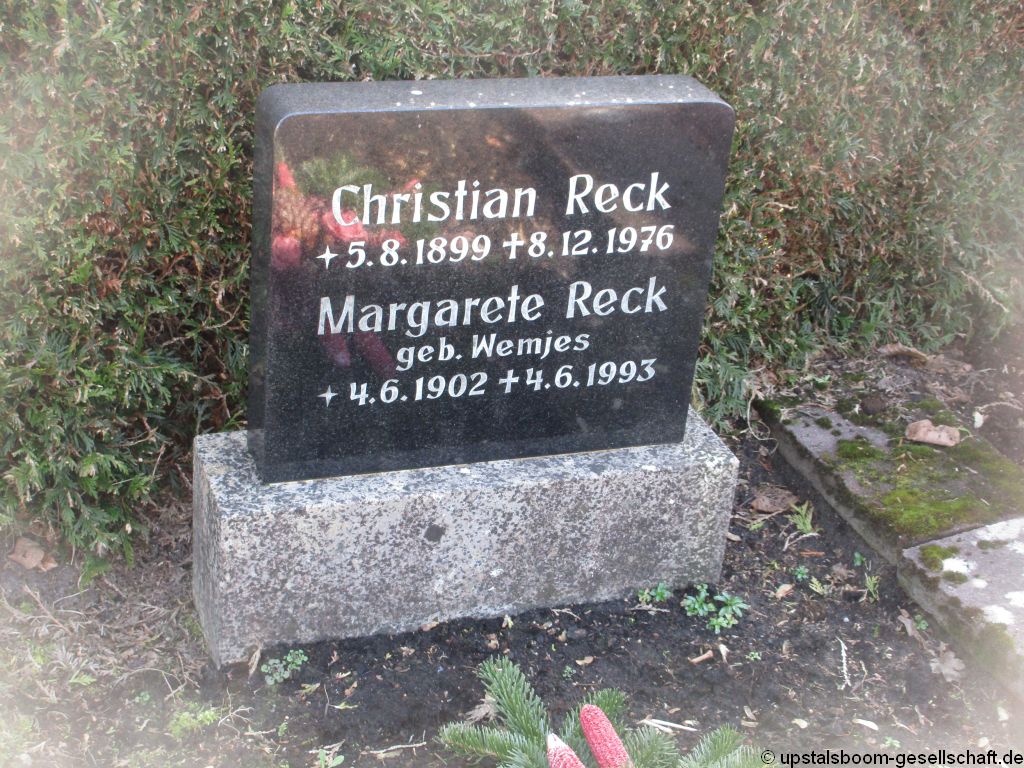 Christian Reck
✦ 5.8.1899 ✝ 8.12.1976
Margarete Reck
geb. Wemjes
✦ 4.6.1902 ✝ 4.6.1993
© upstalsboom-gesellschaft.de